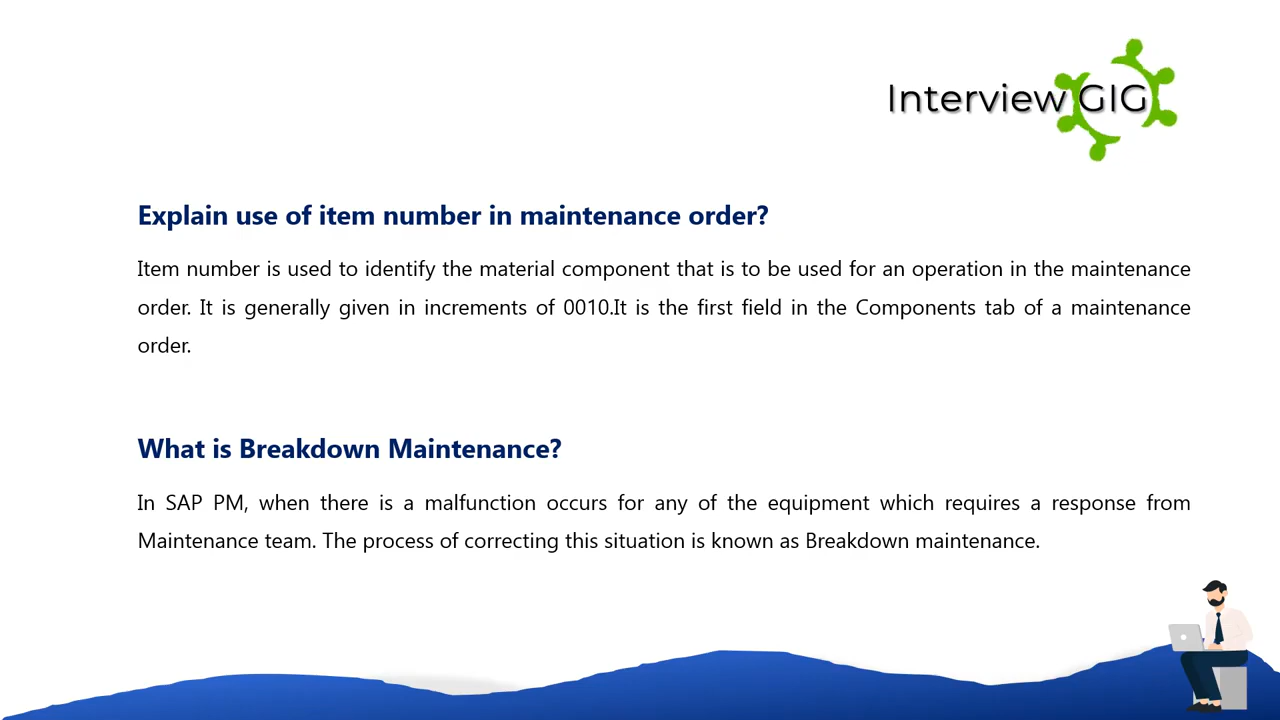 Interview GIG
Explain use of item number in maintenance order?
Item number is used to identify the material component that is to be used for an operation in the maintenance
order. It is generally given in increments of 0010.It is the first field in the Components tab of a maintenance
order.
What is Breakdown Maintenance?
In SAP PM, when there is a malfunction occurs for any of the equipment which requires a response from
Maintenance team. The process of correcting this situation is known as Breakdown maintenance.